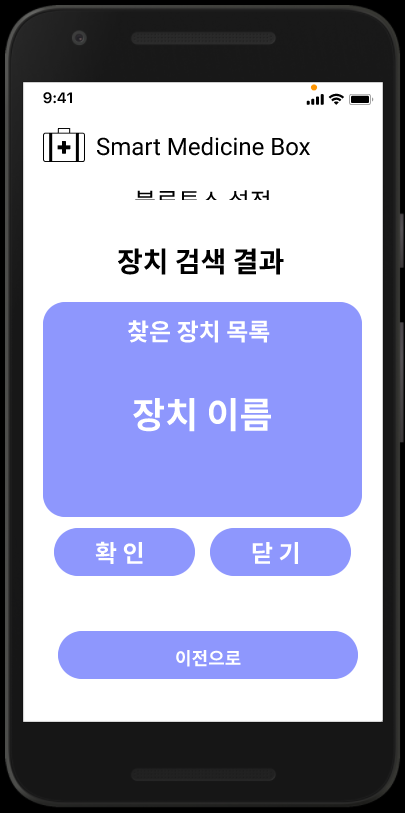 9:41
Smart Medicine Box
장치 검색 결과
찾은 장치 목록
장치 이름
확 인
닫 기
이전으로